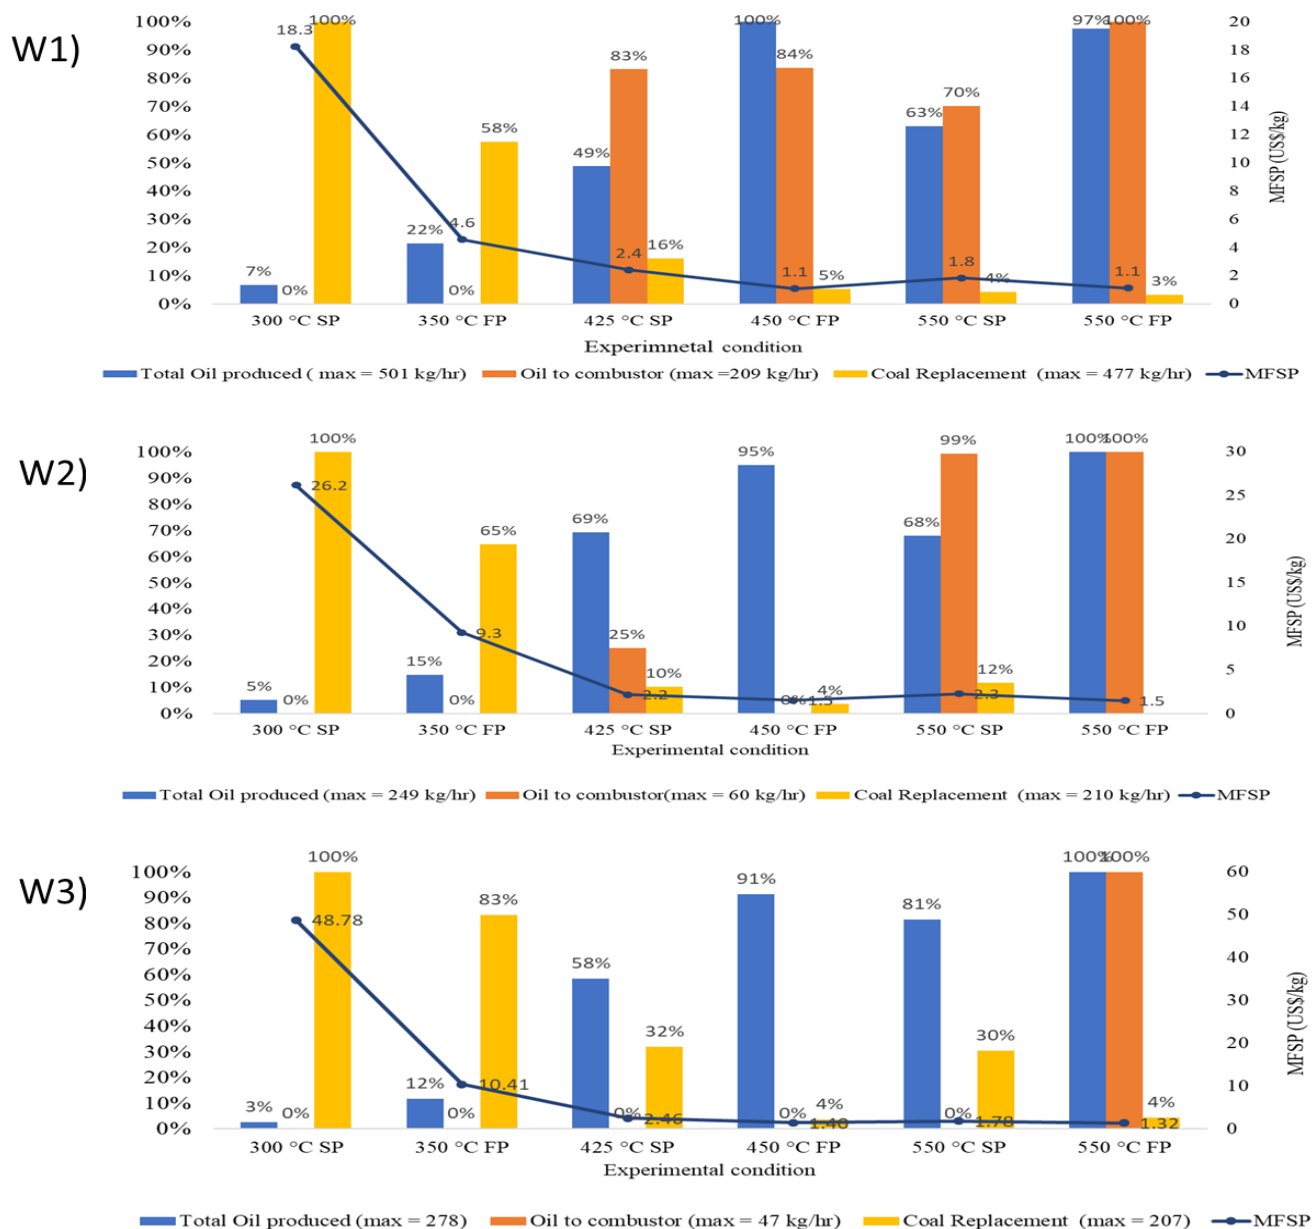 W1)
100% 20
90% 18
80% 16
70% 14
60% 12
50% 10
40% 8
30% 6
20% 4
10% 2
0% 0
18.3 100% 58% 83% 100% 84% 97% 100%
7% 0% 22% 0% 4.6 49% 2.4 16% 1.1 5% 63% 70% 1.8 4% 1.1 3%
MFSP (US$/kg)
300 °C SP 350 °C FP 425 °C SP 450 °C FP 550 °C SP 550 °C FP
Experimnetal condition
Total Oil produced ( max = 501 kg/hr) Oil to combustor (max =209 kg/hr) Coal Replacement (max = 477 kg/hr) MFSP
W2)
100% 30
90% 25
80% 20
70% 15
60% 10
50% 5
40% 0
30%
20%
10%
0%
26.2 100% 65% 69% 95% 99% 100% 100%
5% 0% 15% 0% 9.3 25% 2.2 10% 0% 1.5 4% 68% 2.3 12% 1.5
MFSP (US$/kg)
300 °C SP 350 °C FP 425 °C SP 450 °C FP 550 °C SP 550 °C FP
Experimental condition
Total Oil produced (max = 249 kg/hr) Oil to combustor(max = 60 kg/hr) Coal Replacement (max = 210 kg/hr) MFSP
W3)
100% 60
90% 50
80% 40
70% 30
60% 20
50% 10
40% 0
30%
20%
10%
0%
48.78 100% 83% 58% 91% 81% 100% 100%
3% 0% 12% 0% 10.41 0% 2.46 32% 0% 1.40 4% 0% 1.78 30% 1.32 4%
MFSP (US$/kg)
300 °C SP 350 °C FP 425 °C SP 450 °C FP 550 °C SP 550 °C FP
Experimental condition
Total Oil produced (max = 278) Oil to combustor (max = 47 kg/hr) Coal Replacement (max = 207) MFSP